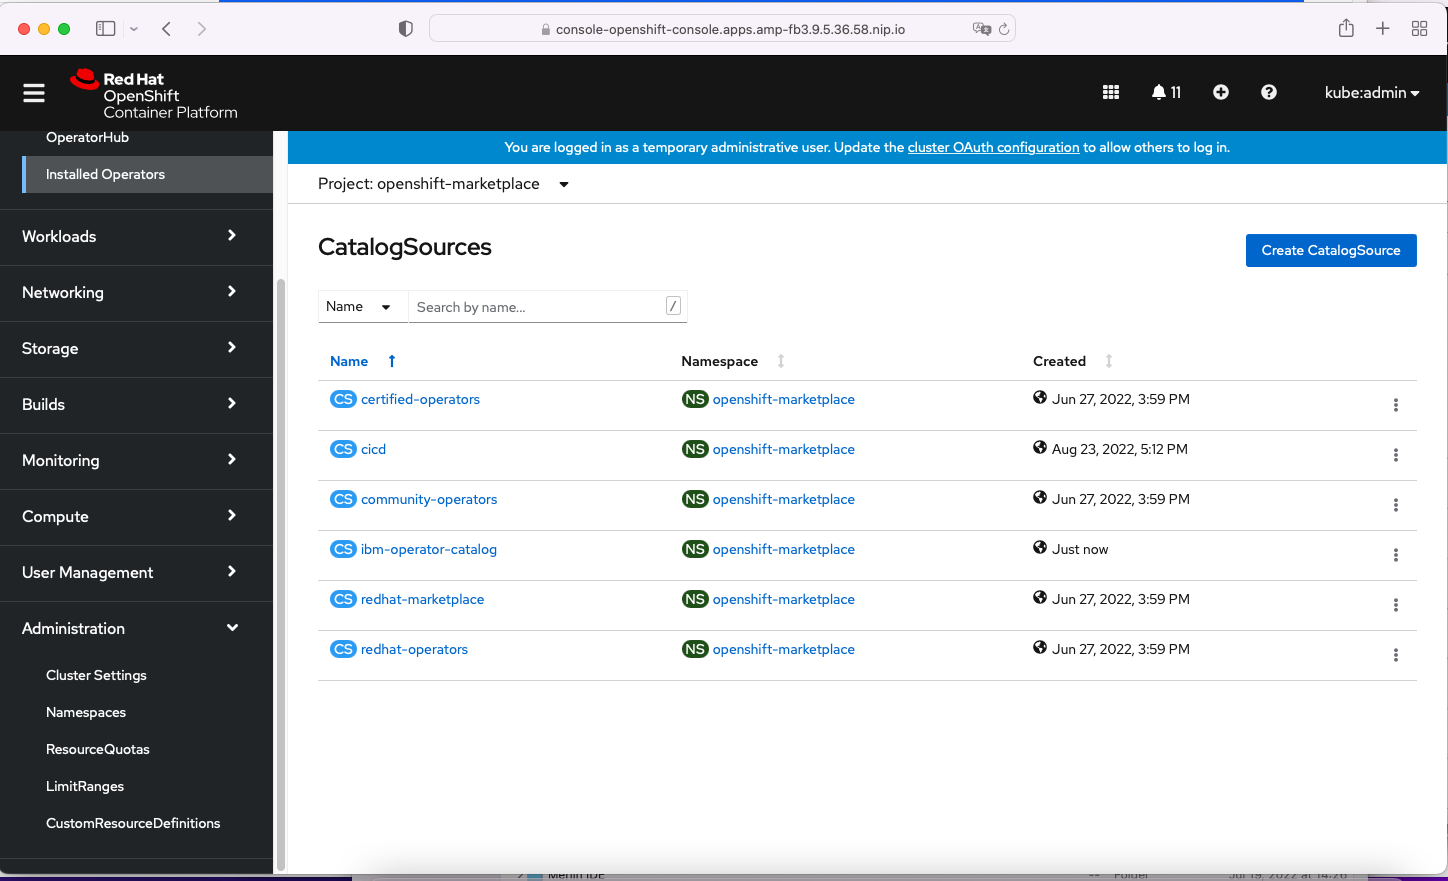 console-openshift-console.apps.amp-fb3.9.5.36.58.nip.io
Red Hat
OpenShift
Container Platform
11
kube:admin
OperatorHub
Installed Operators
Workloads
Networking
Storage
Builds
Monitoring
Compute
User Management
Administration
Cluster Settings
Namespaces
ResourceQuotas
LimitRanges
CustomResourceDefinitions
You are logged in as a temporary administrative user. Update the cluster OAuth configuration to allow others to log in.
Project: openshift-marketplace
CatalogSources
Create CatalogSource
Name Search by name... /
Name Namespace Created
CS certified-operators NS openshift-marketplace Jun 27, 2022, 3:59 PM
CS cicd NS openshift-marketplace Aug 23, 2022, 5:12 PM
CS community-operators NS openshift-marketplace Jun 27, 2022, 3:59 PM
CS ibm-operator-catalog NS openshift-marketplace Just now
CS redhat-marketplace NS openshift-marketplace Jun 27, 2022, 3:59 PM
CS redhat-operators NS openshift-marketplace Jun 27, 2022, 3:59 PM